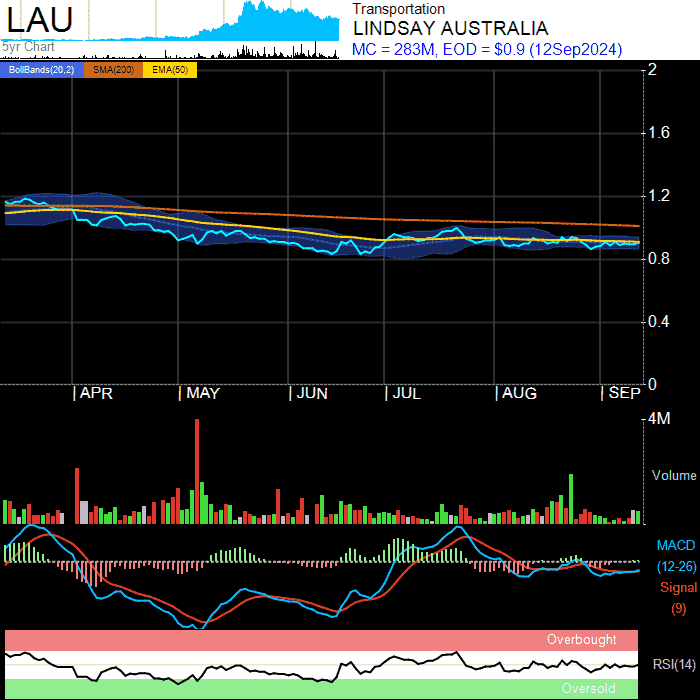 LAU
5yr Chart
Transportation
LINDSAY AUSTRALIA
MC = 283M, EOD = $0.9 (12Sep2024)
BollBands(20,2) SMA(200) EMA(50)
2
1.6
1.2
0.8
0.4
0
APR MAY JUN JUL AUG SEP
4M
Volume
MACD
(12-26)
Signal
(9)
Overbought
RSI(14)
Oversold